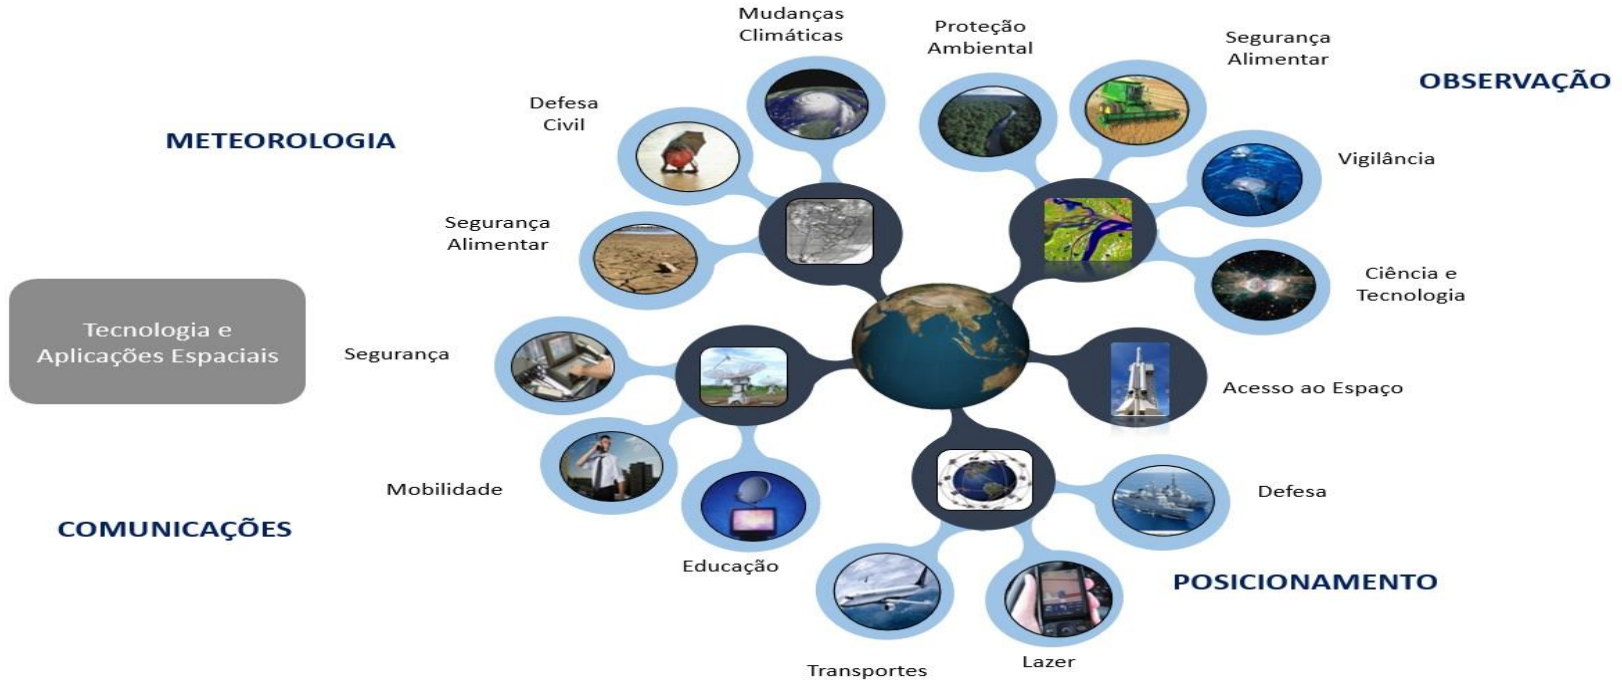 Mudanças
Climáticas
Proteção
Ambiental
Segurança
Alimentar
OBSERVAÇÃO
Defesa
Civil
METEOROLOGIA
Vigilância
Segurança
Alimentar
Ciência e
Tecnologia
Tecnologia e
Aplicações Espaciais
Segurança
Acesso ao Espaço
Mobilidade
Defesa
COMUNICAÇÕES
Educação
POSICIONAMENTO
Transportes
Lazer